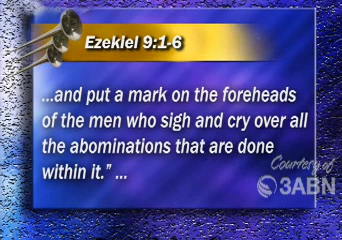 Ezekiel 9:1-6
...and put a mark on the foreheads
of the men who sigh and cry over all
the abominations that are done
within it.” ...
Courtesy of
3ABN